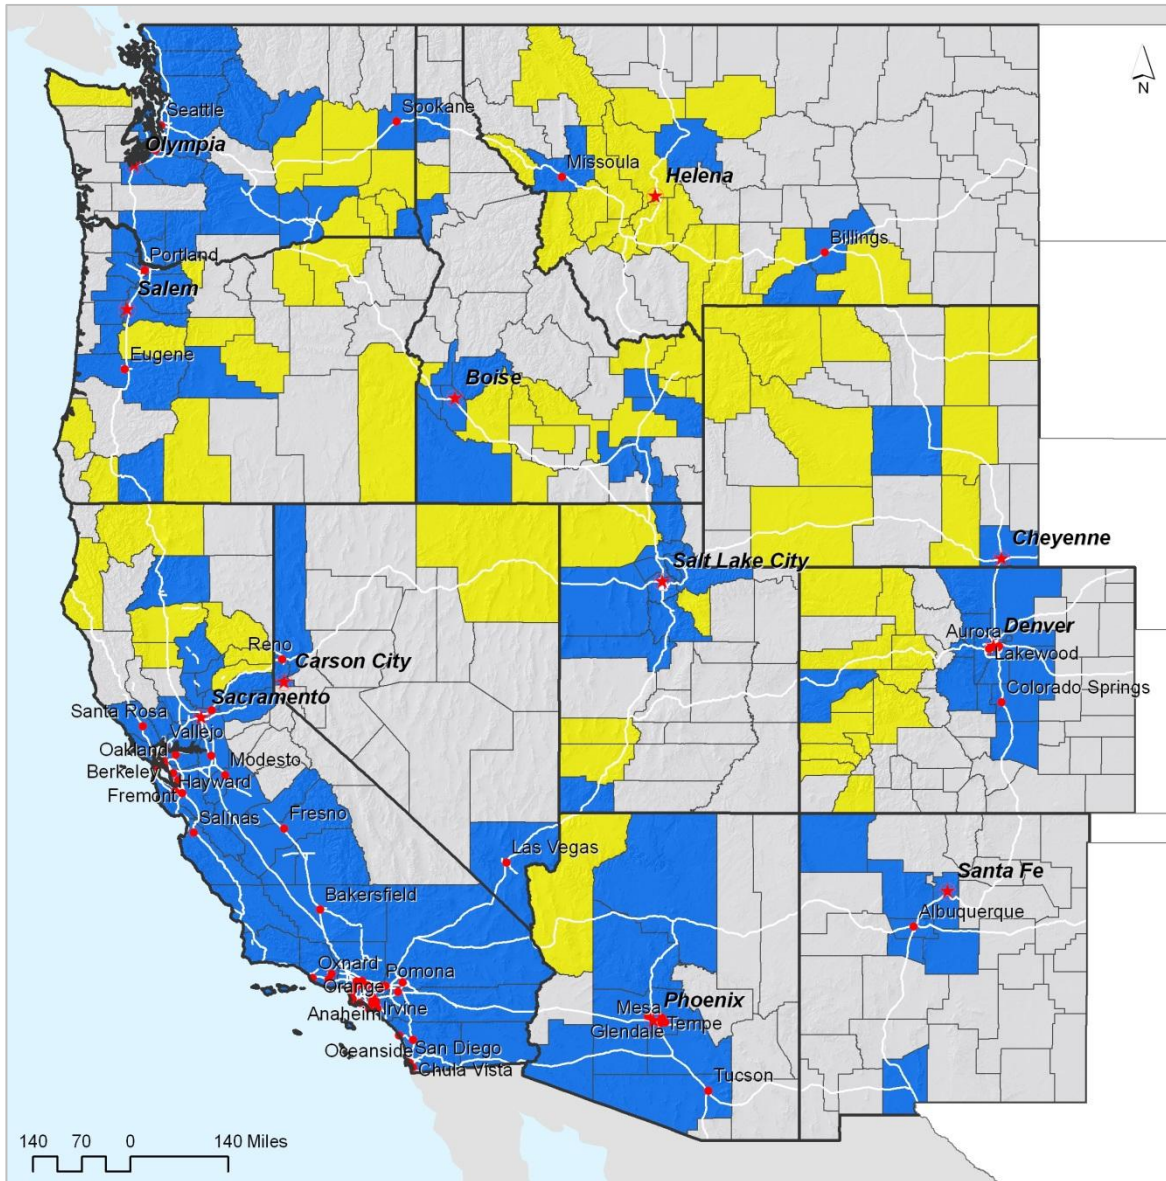 N
Seattle
Spokane
Olympia
Missoula
Helena
Billings
Portland
Salem
Eugene
Boise
Cheyenne
Salt Lake City
Denver
Aurora
Lakewood
Reno
Carson City
Colorado Springs
Sacramento
Santa Rosa
Vallejo
Oakland
Modesto
Berkeley
Hayward
Fremont
Salinas
Fresno
Las Vegas
Santa Fe
Bakersfield
Albuquerque
Oxnard
Pomona
Orange
Anaheim
Irvine
Mesa
Phoenix
Glendale
Tempe
Oceanside
San Diego
Chula Vista
Tucson
140 70 0 140 Miles